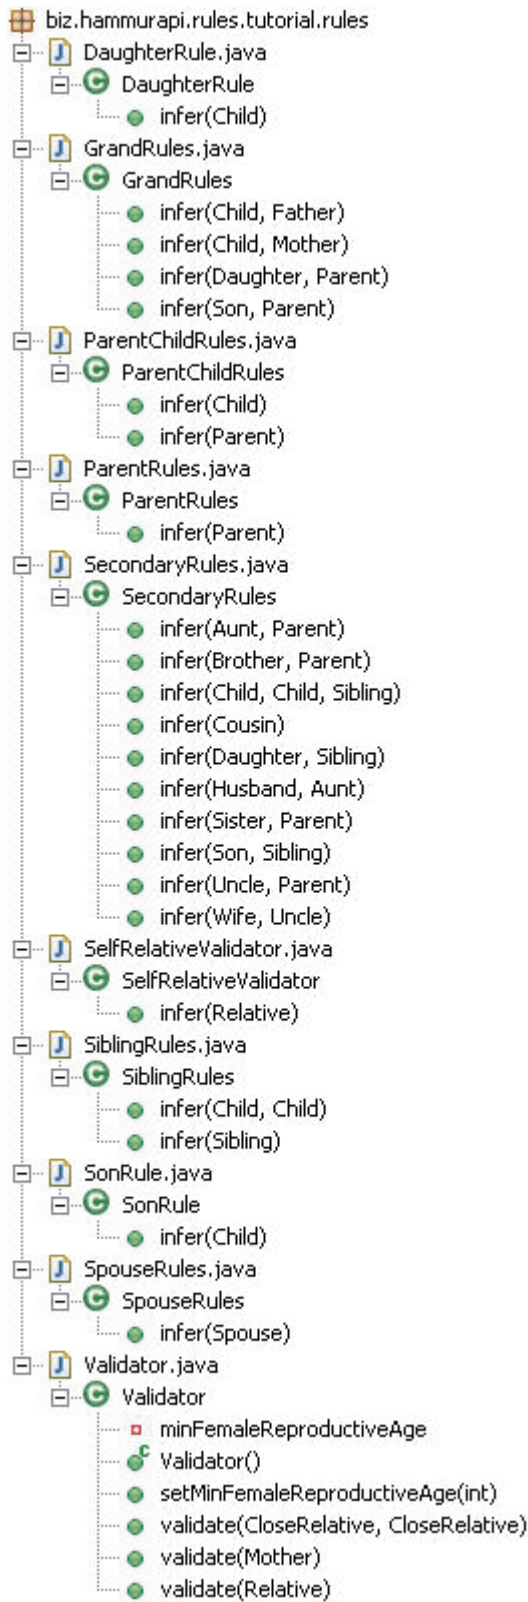 biz.hammurapi.rules.tutorial.rules
DaughterRule.java
DaughterRule
infer(Child)
GrandRules.java
GrandRules
infer(Child, Father)
infer(Child, Mother)
infer(Daughter, Parent)
infer(Son, Parent)
ParentChildRules.java
ParentChildRules
infer(Child)
infer(Parent)
ParentRules.java
ParentRules
infer(Parent)
SecondaryRules.java
SecondaryRules
infer(Aunt, Parent)
infer(Brother, Parent)
infer(Child, Child, Sibling)
infer(Cousin)
infer(Daughter, Sibling)
infer(Husband, Aunt)
infer(Sister, Parent)
infer(Son, Sibling)
infer(Uncle, Parent)
infer(Wife, Uncle)
SelfRelativeValidator.java
SelfRelativeValidator
infer(Relative)
SiblingRules.java
SiblingRules
infer(Child, Child)
infer(Sibling)
SonRule.java
SonRule
infer(Child)
SpouseRules.java
SpouseRules
infer(Spouse)
Validator.java
Validator
minFemaleReproductiveAge
Validator()
setMinFemaleReproductiveAge(int)
validate(CloseRelative, CloseRelative)
validate(Mother)
validate(Relative)